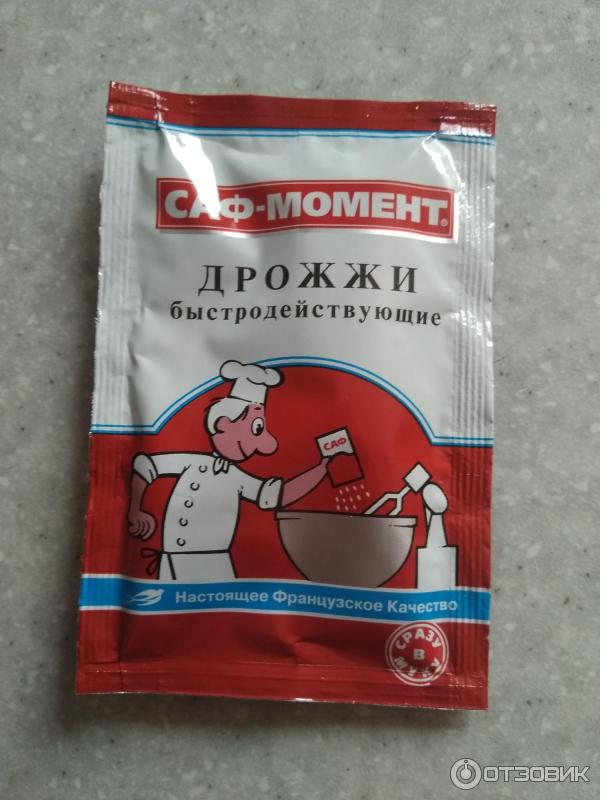 САФ-МОМЕНТ®
ДРОЖЖИ
быстродействующие
САФ
Настоящее Французское Качество
СРАЗУ
В
МУКУ
ОТЗОВИК